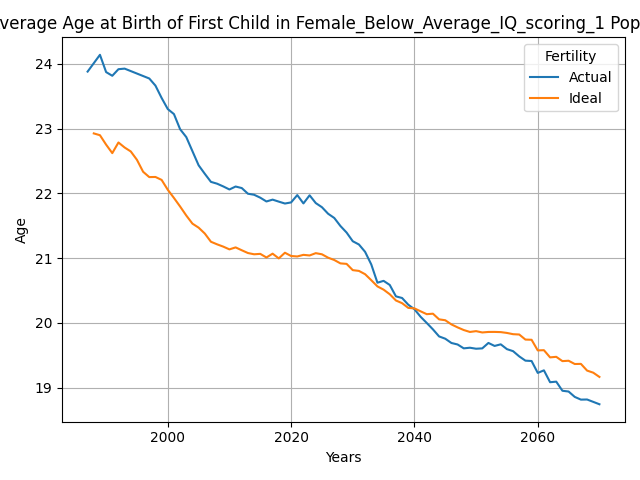 verage Age at Birth of First Child in Female_Below_Average_IQ_scoring_1 Pop
Fertility
Actual
Ideal
24
23
22
21
20
19
Age
2000
2020
2040
2060
Years